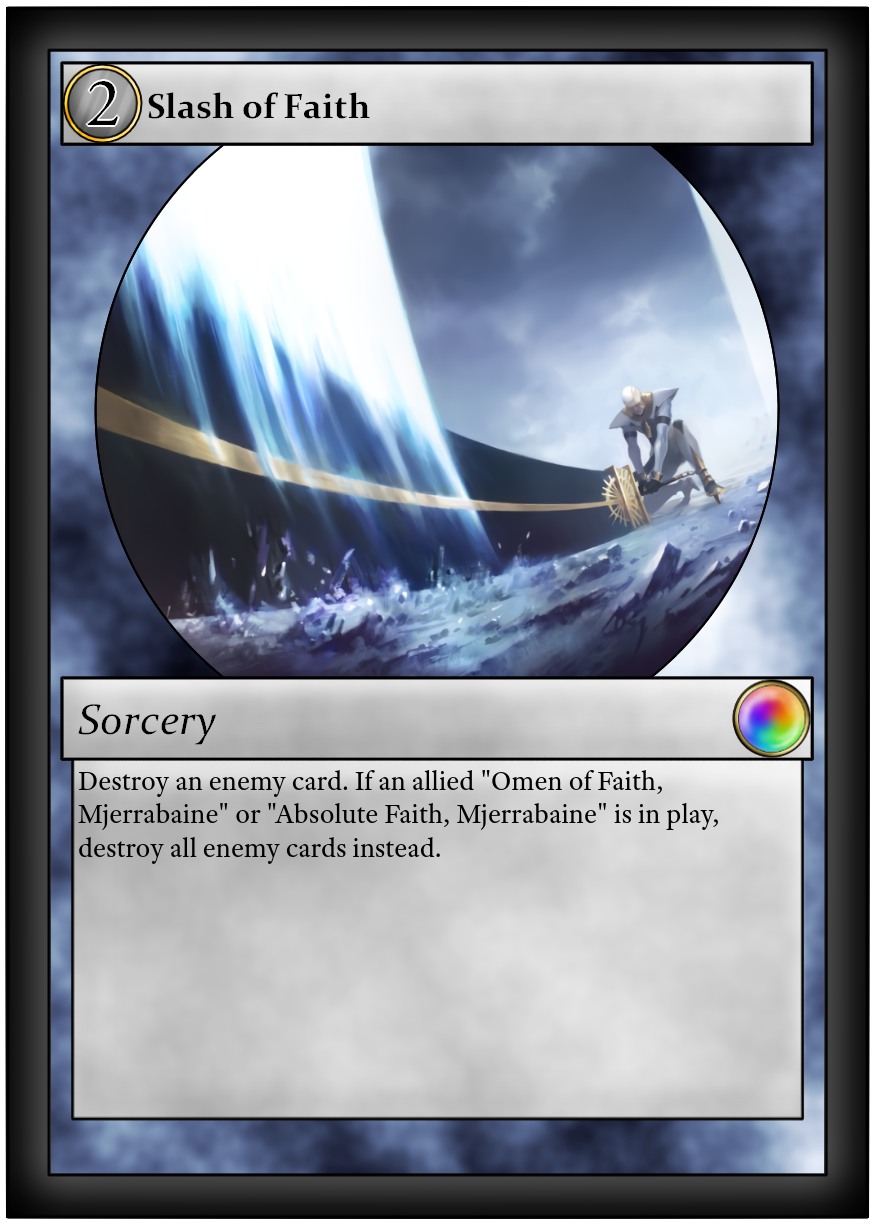 2
Slash of Faith
Sorcery
Destroy an enemy card. If an allied "Omen of Faith,
Mjerrabaine" or "Absolute Faith, Mjerrabaine" is in play,
destroy all enemy cards instead.